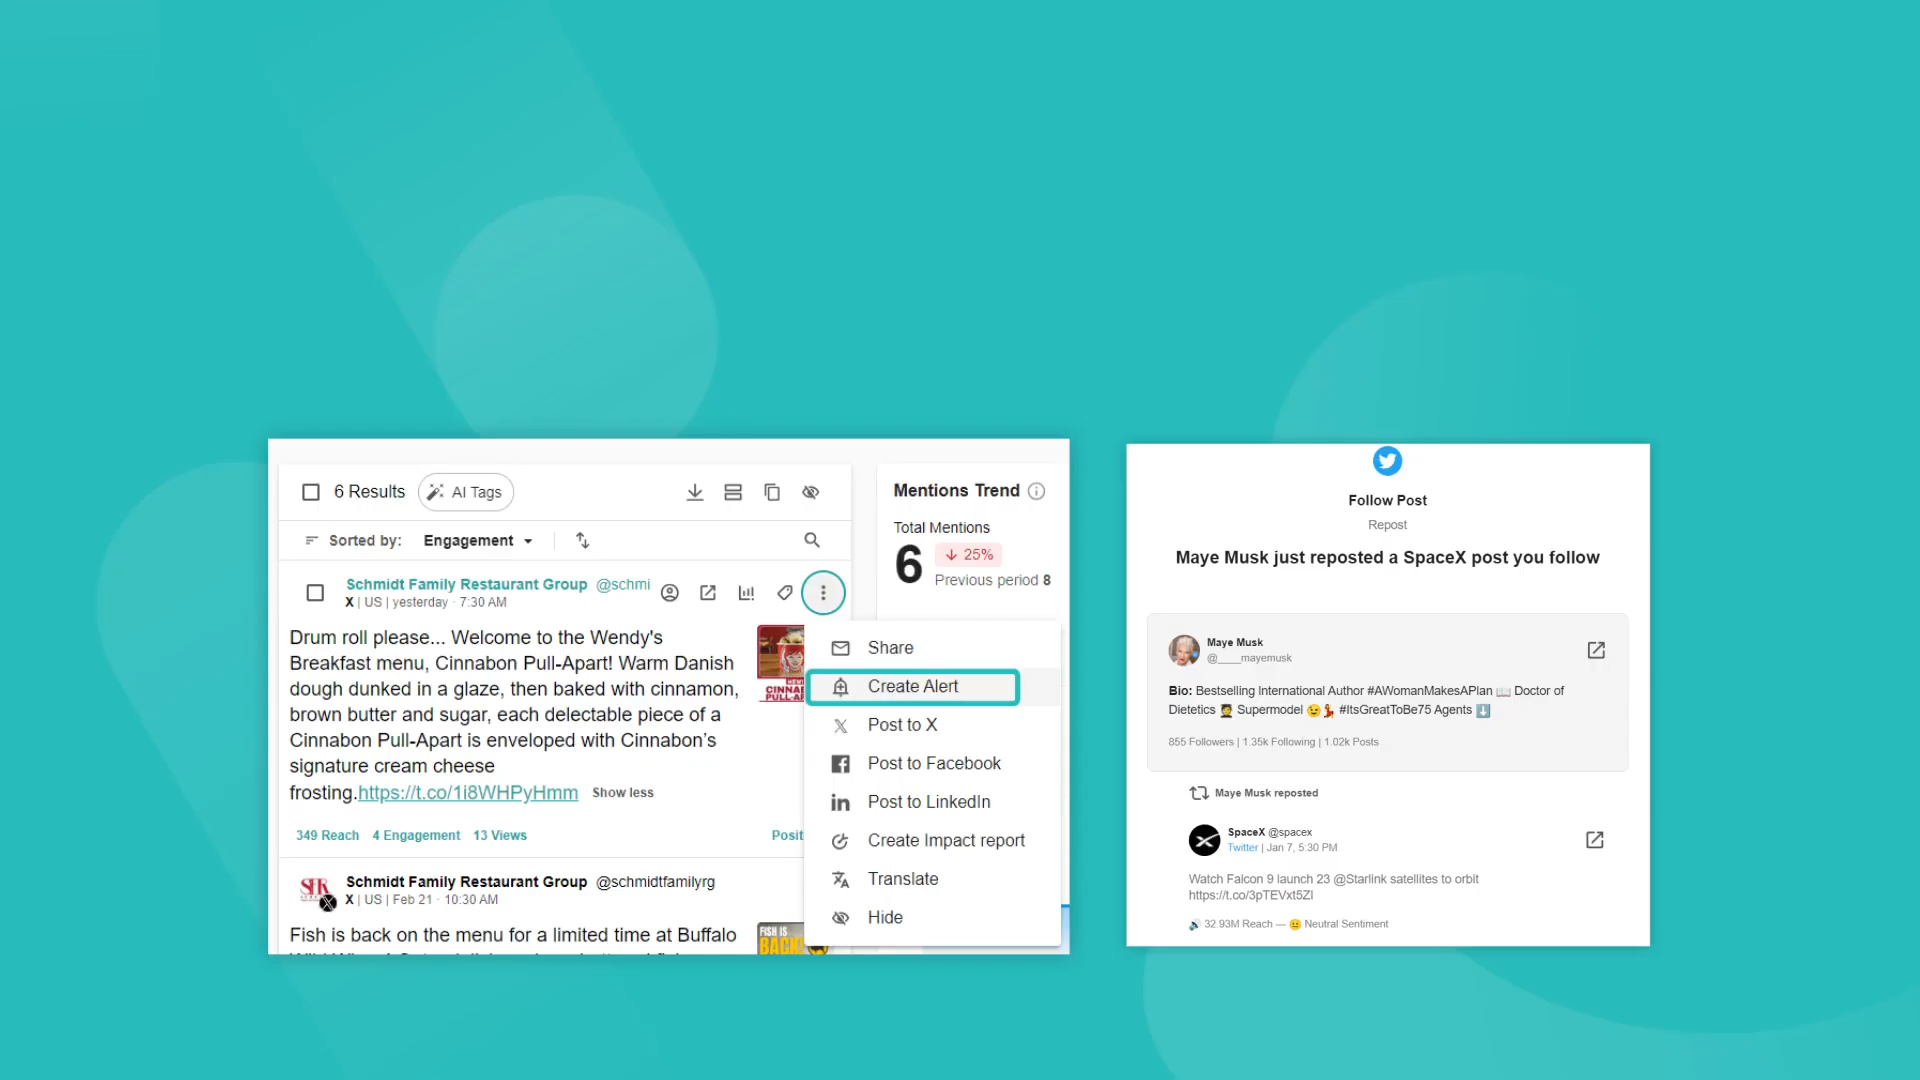 6 Results AI Tags
Sorted by: Engagement
Schmidt Family Restaurant Group @schmi
X | US | yesterday · 7:30 AM
Drum roll please... Welcome to the Wendy's
Breakfast menu, Cinnabon Pull-Apart! Warm Danish
dough dunked in a glaze, then baked with cinnamon,
brown butter and sugar, each delectable piece of a
Cinnabon Pull-Apart is enveloped with Cinnabon’s
signature cream cheese
frosting.https://t.co/1i8WHPyHmm Show less
349 Reach 4 Engagement 13 Views Posit
Schmidt Family Restaurant Group @schmidtfamilyrg
X | US | Feb 21 · 10:30 AM
Fish is back on the menu for a limited time at Buffalo
FISH IS
BACK!
CINNA
PULL-AP
Mentions Trend
Total Mentions
6 25%
Previous period 8
Share
Create Alert
Post to X
Post to Facebook
Post to LinkedIn
Create Impact report
Translate
Hide
Follow Post
Repost
Maye Musk just reposted a SpaceX post you follow
Maye Musk
@____mayemusk
Bio: Bestselling International Author #AWomanMakesAPlan 📖 Doctor of
Dietetics 👩‍🎓 Supermodel 😉💃 #ItsGreatToBe75 Agents ⬇️
855 Followers | 1.35k Following | 1.02k Posts
Maye Musk reposted
SpaceX @spacex
Twitter | Jan 7, 5:30 PM
Watch Falcon 9 launch 23 @Starlink satellites to orbit
https://t.co/3pTEVxt5Zl
🔊 32.93M Reach — 😐 Neutral Sentiment